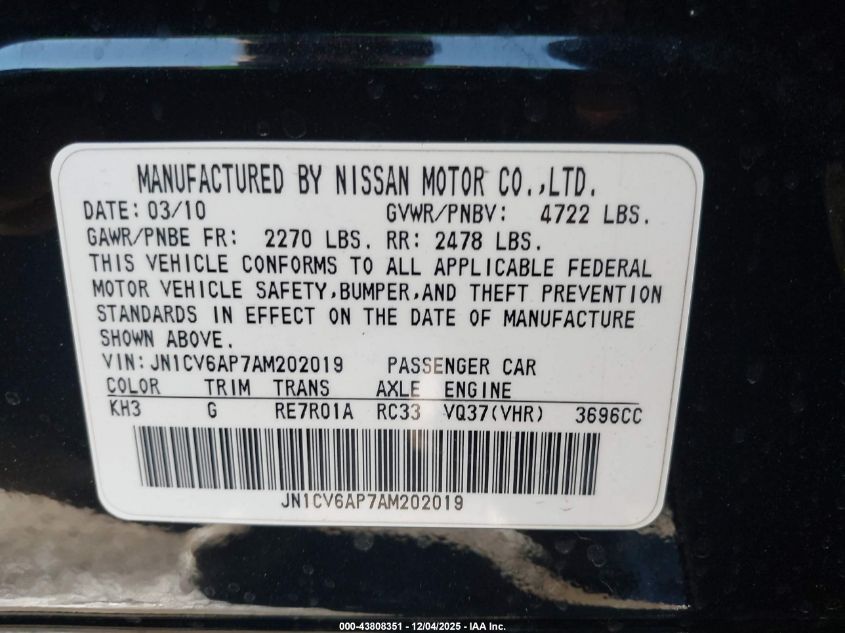 MANUFACTURED BY NISSAN MOTOR CO.,LTD.
DATE: 03/10 GVWR/PNBV: 4722 LBS.
GAWR/PNBE FR: 2270 LBS. RR: 2478 LBS.
THIS VEHICLE CONFORMS TO ALL APPLICABLE FEDERAL
MOTOR VEHICLE SAFETY,BUMPER,AND THEFT PREVENTION
STANDARDS IN EFFECT ON THE DATE OF MANUFACTURE
SHOWN ABOVE.
VIN: JN1CV6AP7AM202019 PASSENGER CAR
COLOR TRIM TRANS AXLE ENGINE
KH3 G RE7R01A RC33 VQ37(VHR) 3696CC
JN1CV6AP7AM202019
000-43808351 - 12/04/2025 - IAA Inc.